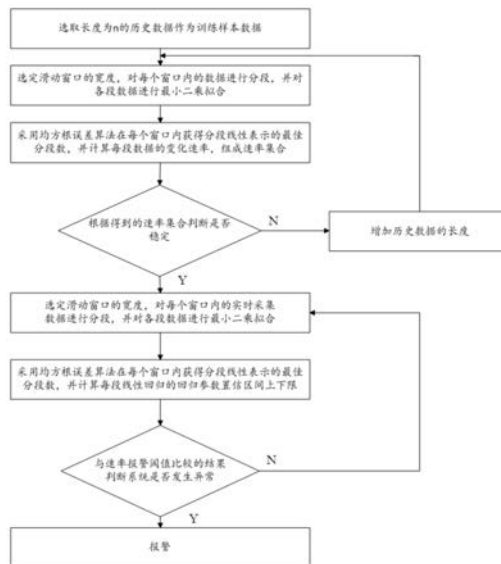 选取长度为n的历史数据作为训练样本数据
选定滑动窗口的宽度，对每个窗口内的数据进行分段，并对
各段数据进行最小二乘拟合
采用均方根误差算法在每个窗口内获得分段线性表示的最佳
分段数，并计算每段数据的变化速率，组成速率集合
根据得到的速率集合判断是否
稳定
N
增加历史数据的长度
Y
选定滑动窗口的宽度，对每个窗口内的实时采集
数据进行分段，并对各段数据进行最小二乘拟合
采用均方根误差算法在每个窗口内获得分段线性表示的最佳
分段数，并计算每段线性回归的回归参数置信区间上下限
与速率报警阈值比较的结果
判断系统是否发生异常
N
Y
报警